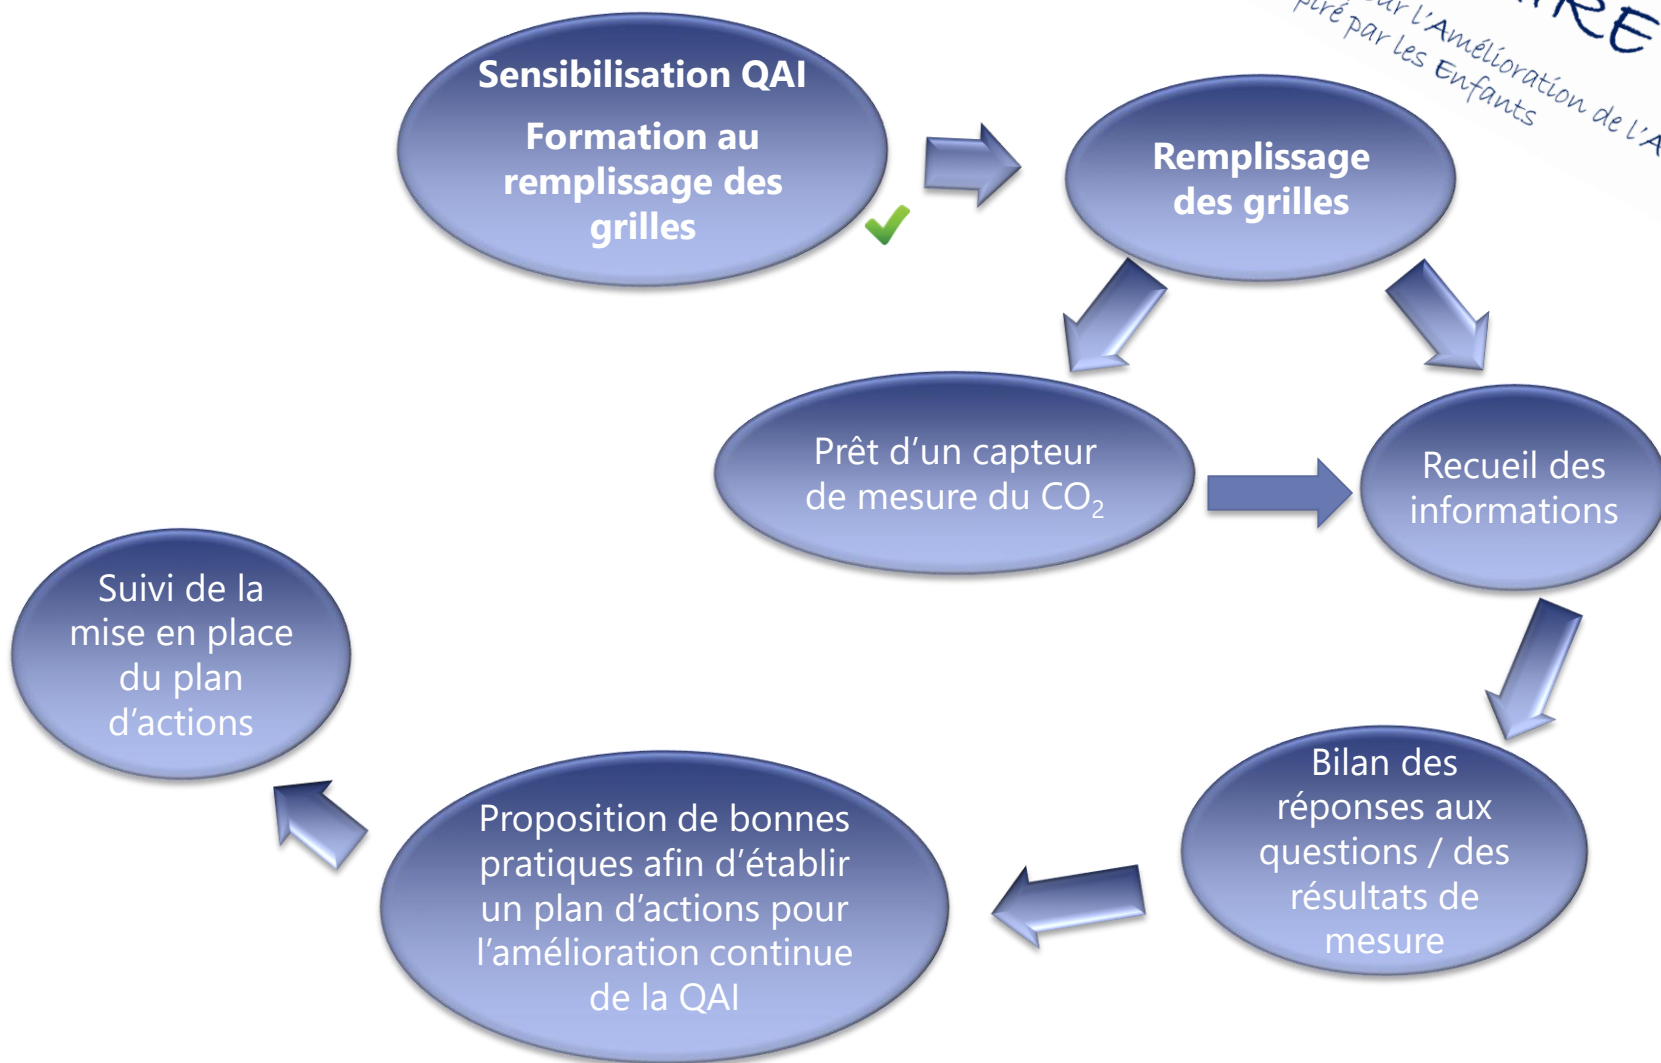 Sensibilisation QAI
Formation au
remplissage des
grilles
Remplissage
des grilles
l'Amélioration de l'A
par les Enfants
Prêt d’un capteur
de mesure du CO₂
Recueil des
informations
Suivi de la
mise en place
du plan
d’actions
Bilan des
réponses aux
questions / des
résultats de
mesure
Proposition de bonnes
pratiques afin d’établir
un plan d’actions pour
l’amélioration continue
de la QAI